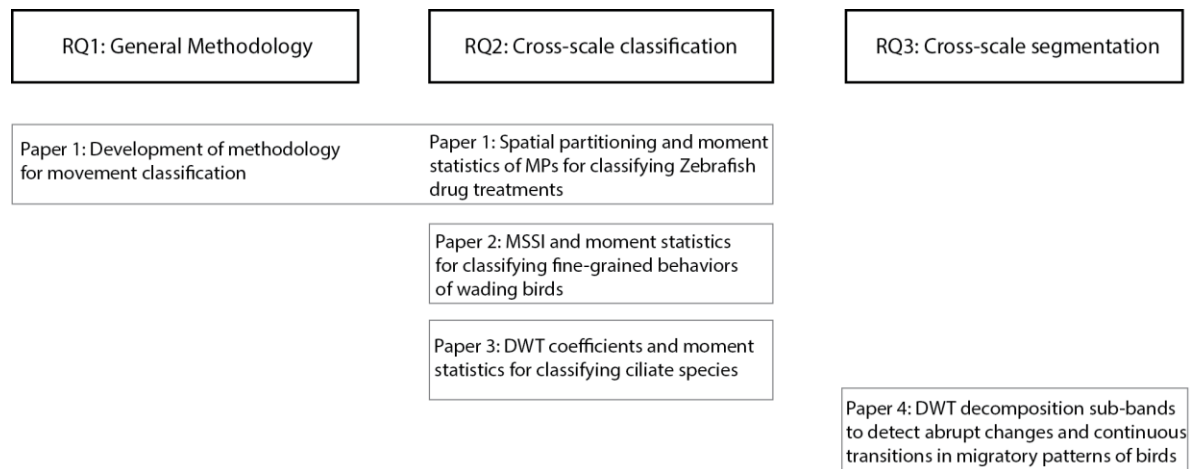 RQ1: General Methodology
RQ2: Cross-scale classification
RQ3: Cross-scale segmentation
Paper 1: Development of methodology
for movement classification
Paper 1: Spatial partitioning and moment
statistics of MPs for classifying Zebrafish
drug treatments
Paper 2: MSSI and moment statistics
for classifying fine-grained behaviors
of wading birds
Paper 3: DWT coefficients and moment
statistics for classifying ciliate species
Paper 4: DWT decomposition sub-bands
to detect abrupt changes and continuous
transitions in migratory patterns of birds